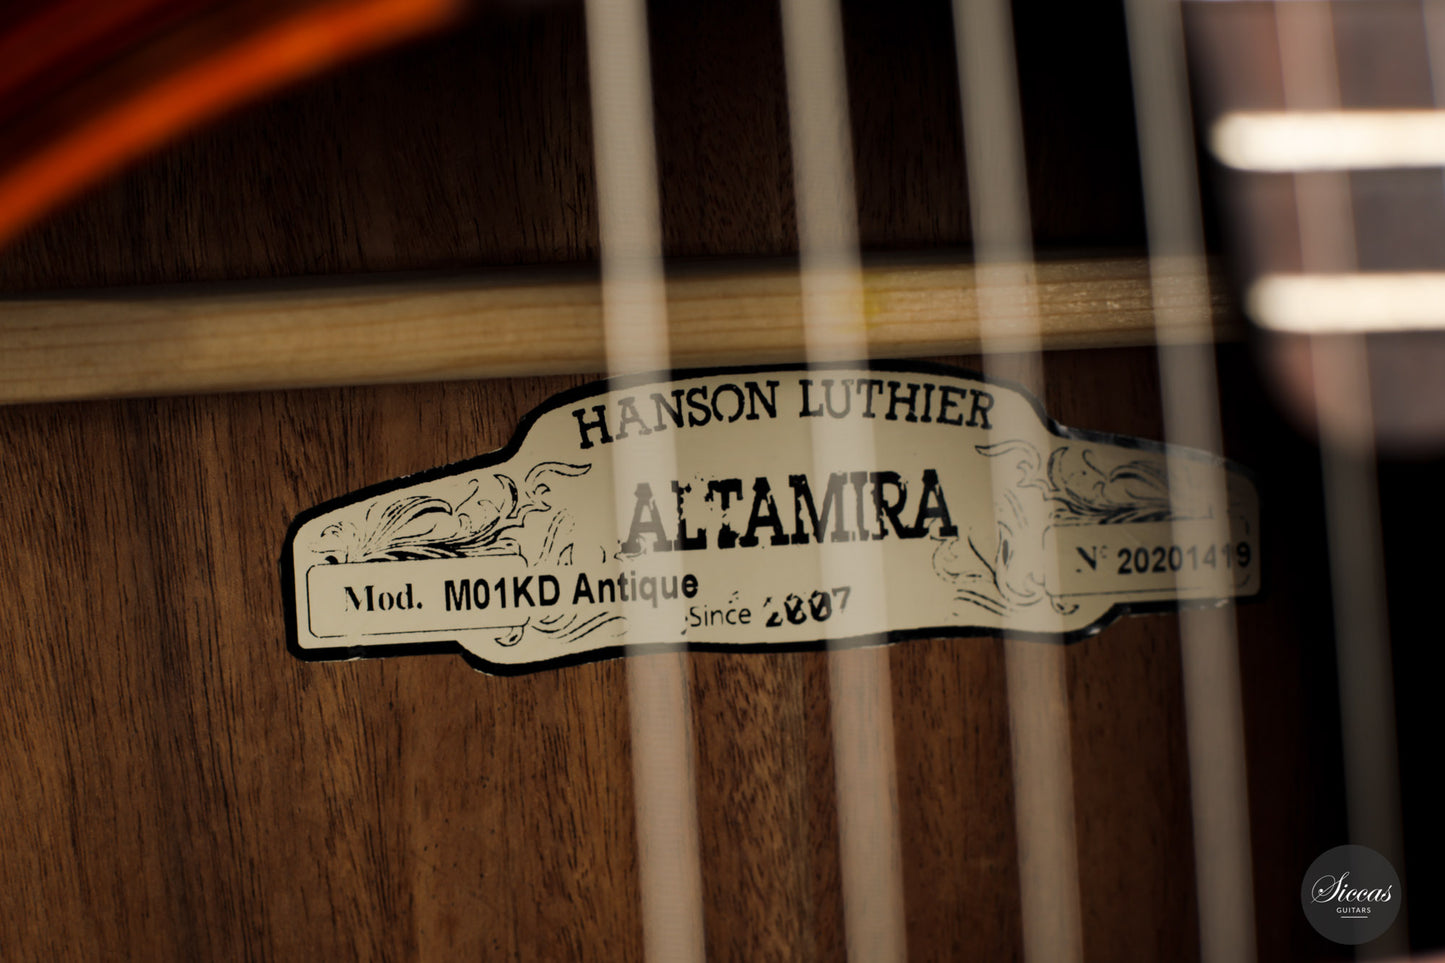 HANSON LUTHIER
ALTAMIRA
Mod. M01KD Antique
Nº 20201419
Since 2007
Siccas
GUITARS